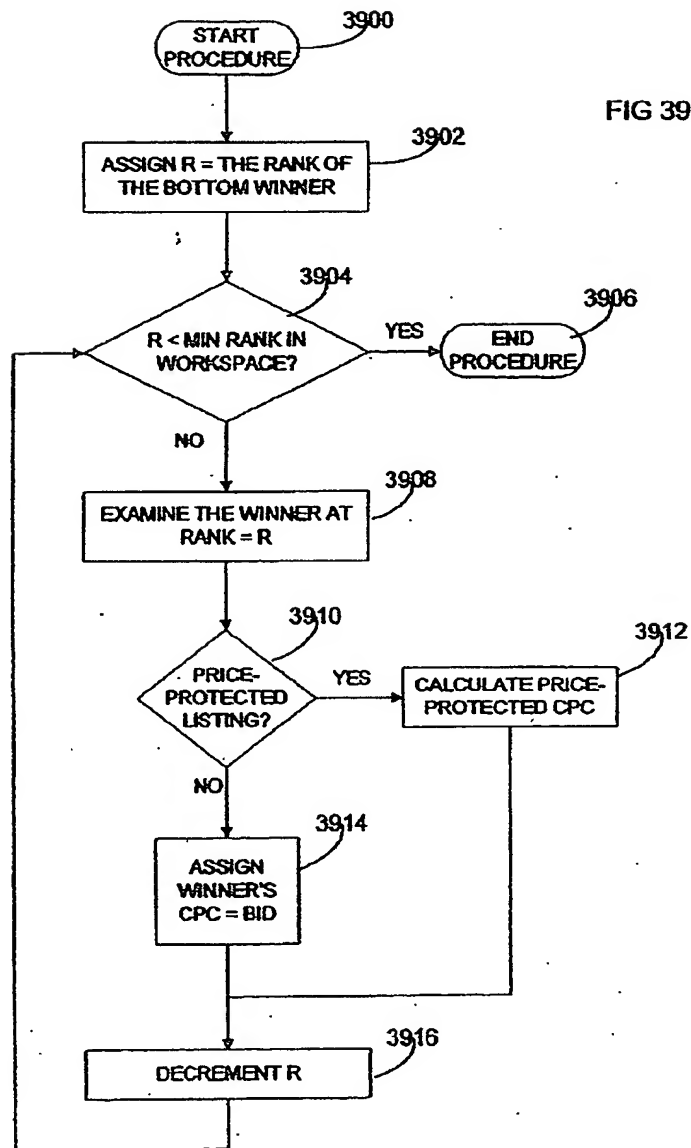 3900
START
PROCEDURE
FIG 39
3902
ASSIGN R = THE RANK OF
THE BOTTOM WINNER
3904
R < MIN RANK IN
WORKSPACE?
YES
3906
END
PROCEDURE
NO
3908
EXAMINE THE WINNER AT
RANK = R
3910
PRICE-
PROTECTED
LISTING?
YES
3912
CALCULATE PRICE-
PROTECTED CPC
NO
3914
ASSIGN
WINNER'S
CPC = BID
3916
DECREMENT R